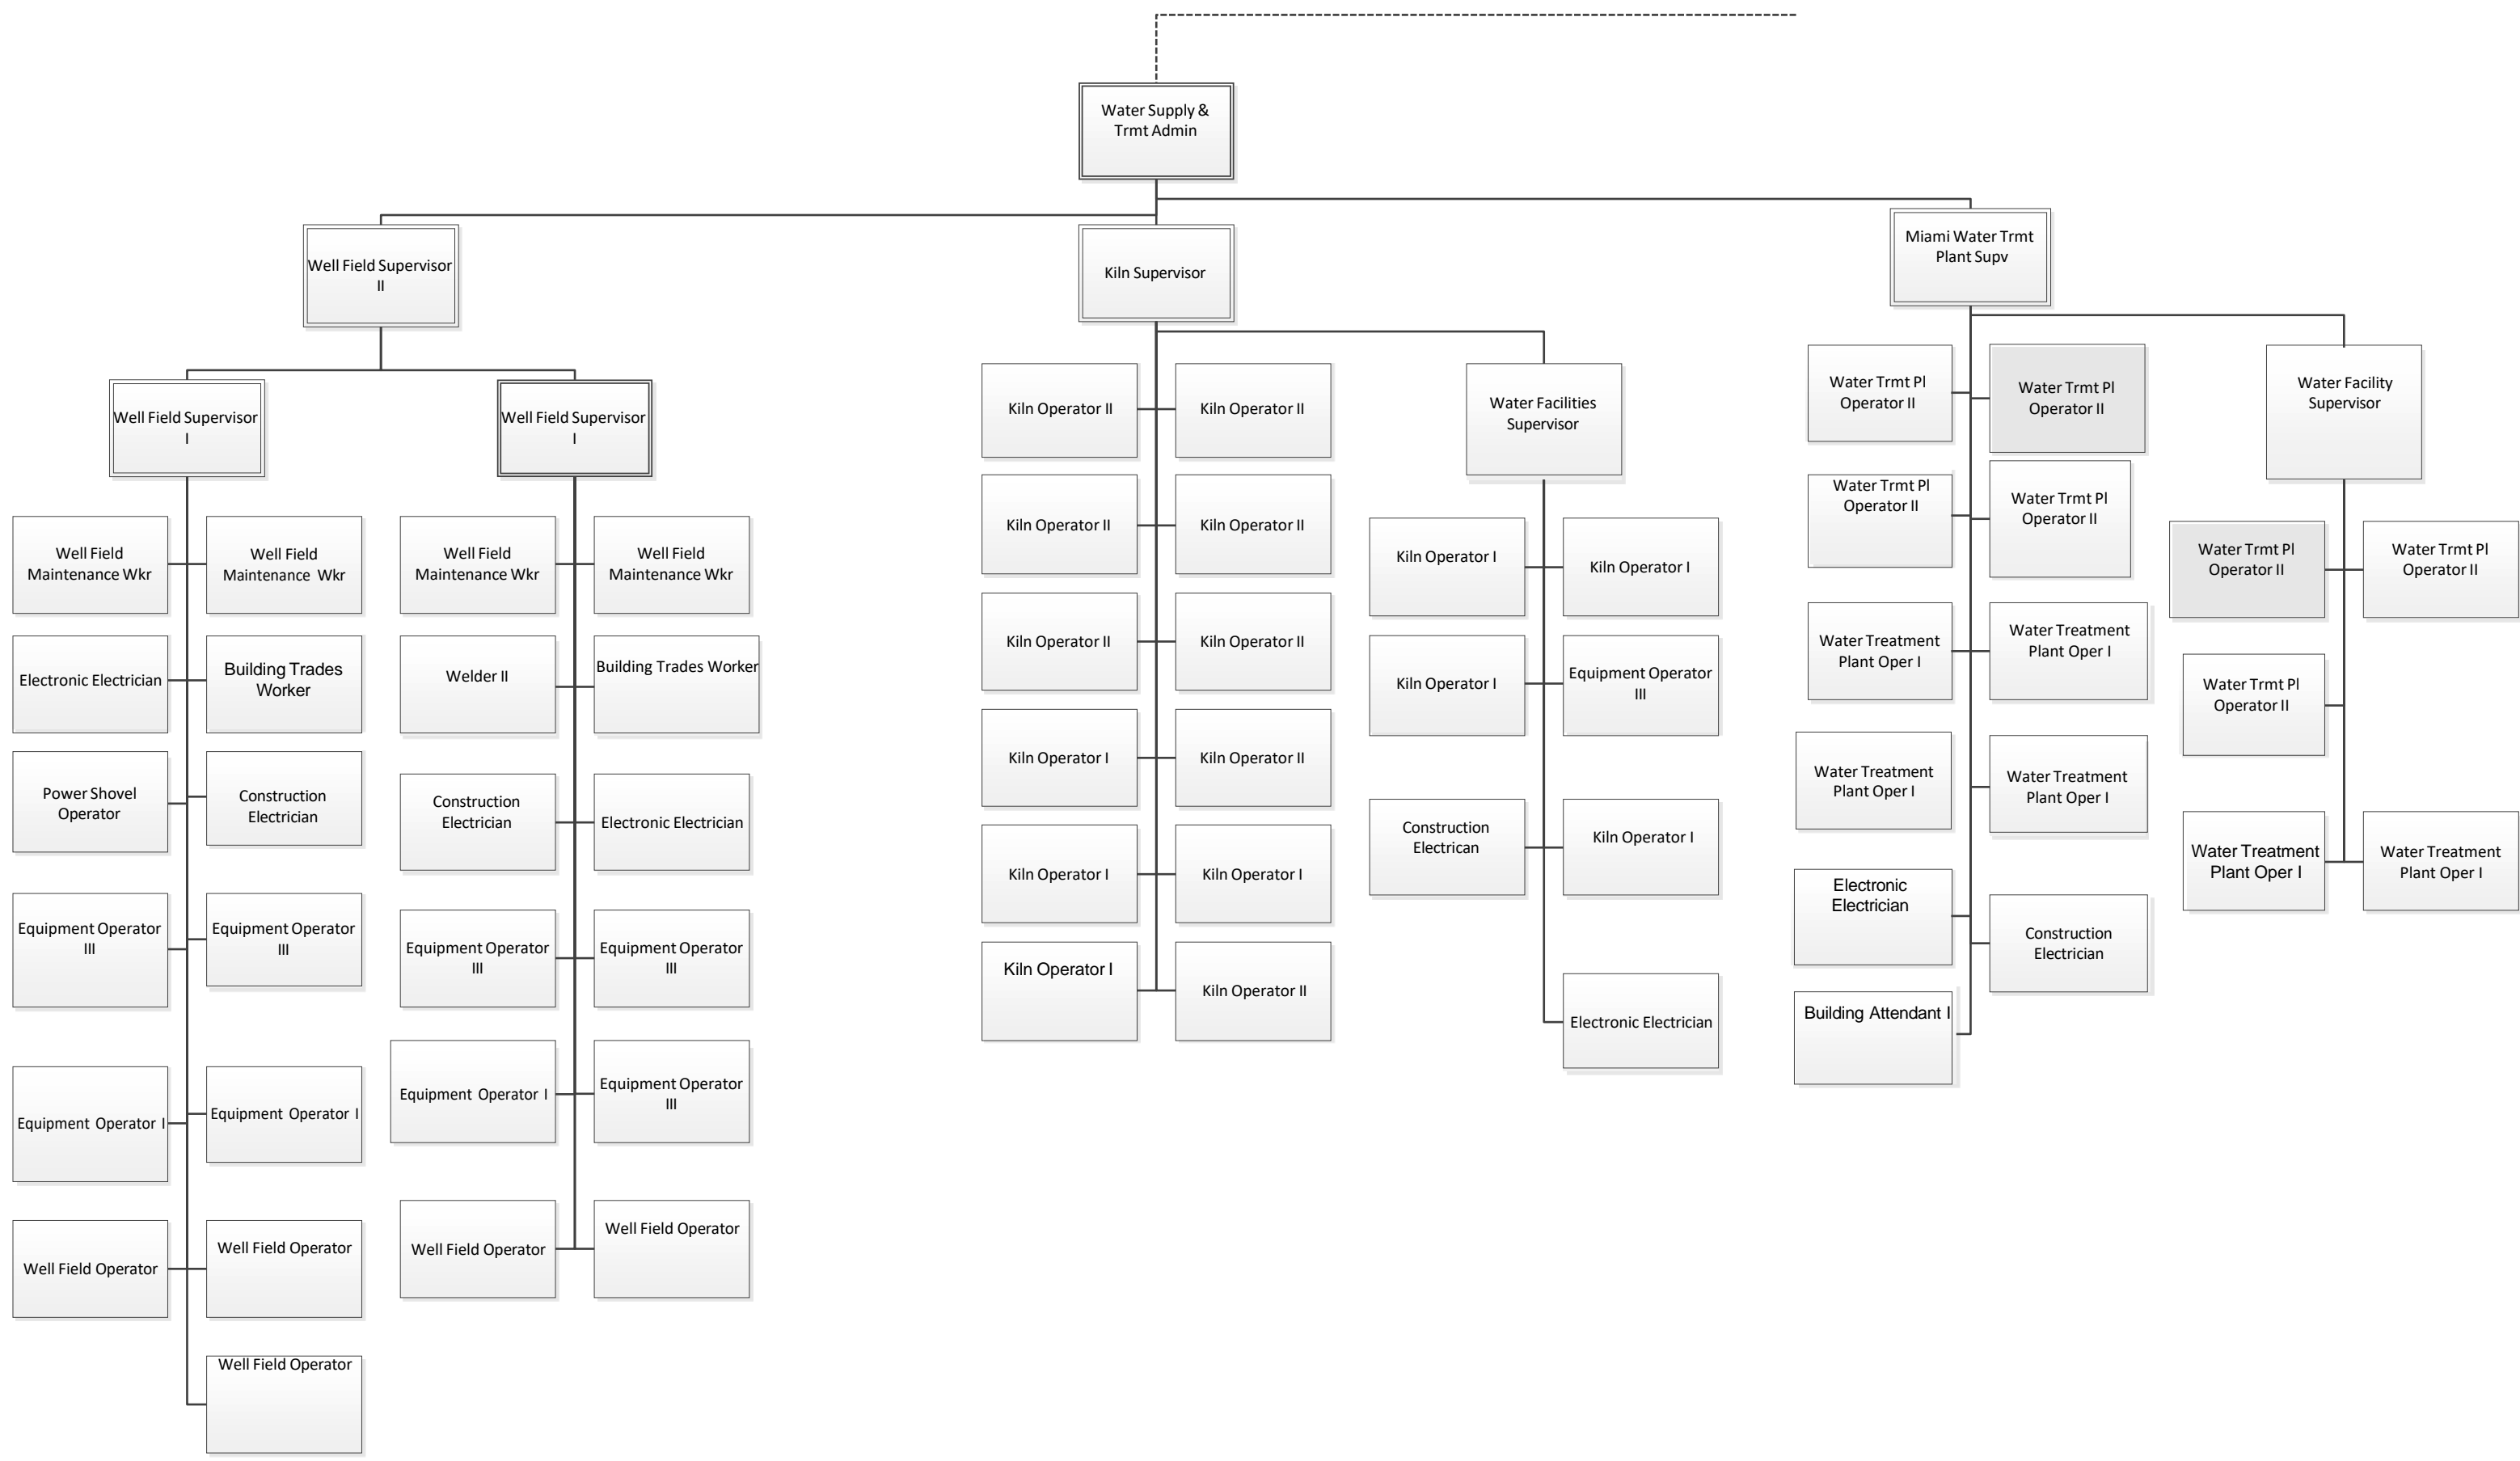 Water Supply &
Trmt Admin
Well Field Supervisor
II
Kiln Supervisor
Miami Water Trmt
Plant Supv
Well Field Supervisor
I
Well Field Maintenance Wkr
Well Field
Maintenance Wkr
Electronic Electrician
Building Trades
Worker
Power Shovel
Operator
Construction
Electrician
Equipment Operator
III
Equipment Operator
III
Equipment Operator I
Equipment Operator I
Well Field Operator
Well Field Operator
Well Field Operator
Well Field Supervisor
I
Well Field
Maintenance Wkr
Well Field
Maintenance Wkr
Welder II
Building Trades Worker
Construction
Electrician
Electronic Electrician
Equipment Operator
III
Equipment Operator
III
Equipment Operator I
Equipment Operator
III
Well Field Operator
Well Field Operator
Kiln Operator II
Kiln Operator II
Kiln Operator II
Kiln Operator II
Kiln Operator II
Kiln Operator II
Kiln Operator I
Kiln Operator II
Kiln Operator I
Kiln Operator I
Kiln Operator I
Kiln Operator II
Water Facilities
Supervisor
Kiln Operator I
Kiln Operator I
Kiln Operator I
Equipment Operator
III
Construction
Electrican
Kiln Operator I
Electronic Electrician
Water Trmt Pl
Operator II
Water Trmt Pl
Operator II
Water Trmt Pl
Operator II
Water Trmt Pl
Operator II
Water Treatment
Plant Oper I
Water Treatment
Plant Oper I
Water Treatment
Plant Oper I
Water Treatment
Plant Oper I
Electronic
Electrician
Construction
Electrician
Building Attendant I
Water Facility
Supervisor
Water Trmt Pl
Operator II
Water Trmt Pl
Operator II
Water Trmt Pl
Operator II
Water Treatment
Plant Oper I
Water Treatment
Plant Oper I